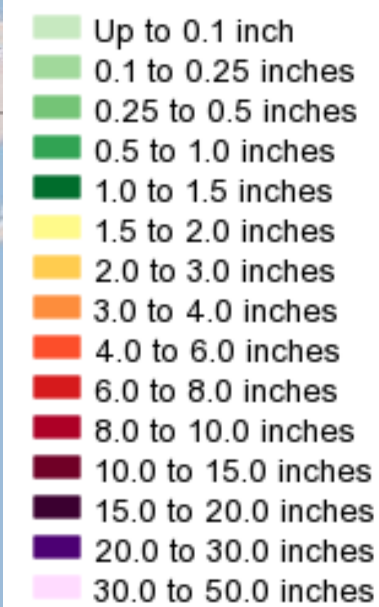 Up to 0.1 inch
0.1 to 0.25 inches
0.25 to 0.5 inches
0.5 to 1.0 inches
1.0 to 1.5 inches
1.5 to 2.0 inches
2.0 to 3.0 inches
3.0 to 4.0 inches
4.0 to 6.0 inches
6.0 to 8.0 inches
8.0 to 10.0 inches
10.0 to 15.0 inches
15.0 to 20.0 inches
20.0 to 30.0 inches
30.0 to 50.0 inches